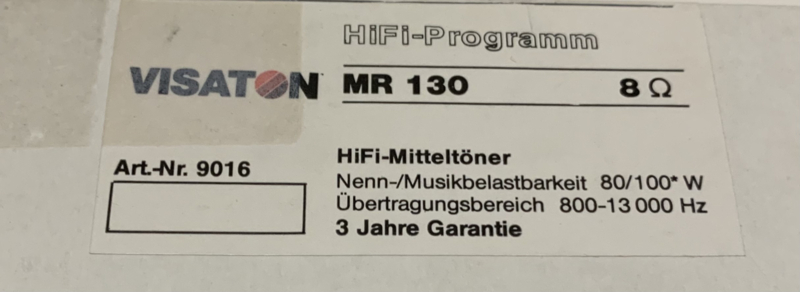 HiFi-Programm
VISATON MR 130 8 Ω
Art.-Nr. 9016
HiFi-Mitteltöner
Nenn-/Musikbelastbarkeit 80/100* W
Übertragungsbereich 800-13 000 Hz
3 Jahre Garantie